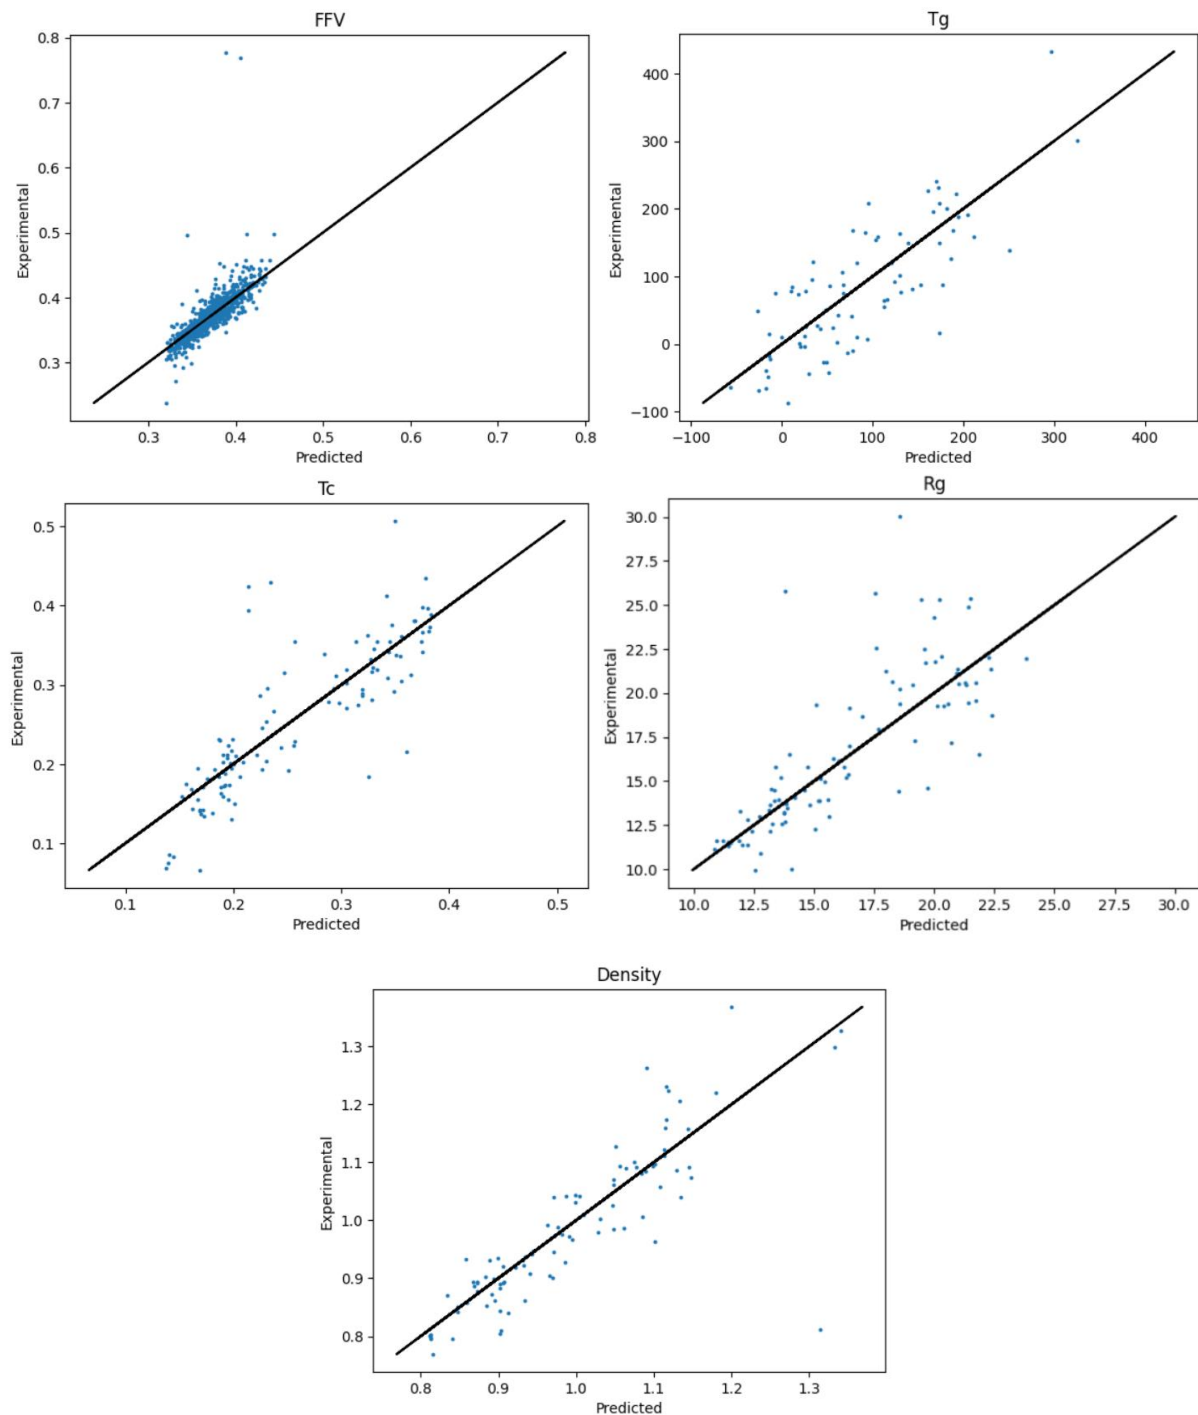 FFV
0.8
0.7
0.6
0.5
0.4
0.3
Experimental
0.3 0.4 0.5 0.6 0.7 0.8
Predicted
Tg
400
300
200
100
0
−100
Experimental
−100 0 100 200 300 400
Predicted
Tc
0.5
0.4
0.3
0.2
0.1
Experimental
0.1 0.2 0.3 0.4 0.5
Predicted
Rg
30.0
27.5
25.0
22.5
20.0
17.5
15.0
12.5
10.0
Experimental
10.0 12.5 15.0 17.5 20.0 22.5 25.0 27.5 30.0
Predicted
Density
1.3
1.2
1.1
1.0
0.9
0.8
Experimental
0.8 0.9 1.0 1.1 1.2 1.3
Predicted